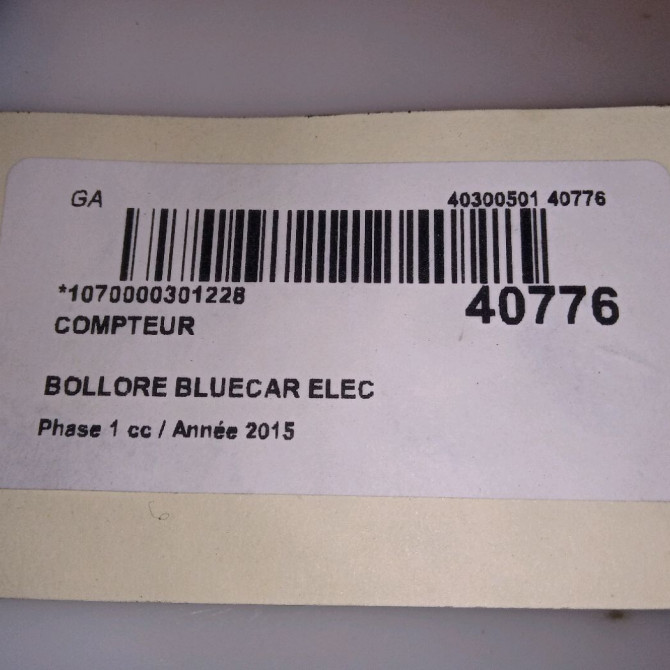 GA 40300501 40776
*1070000301228 40776
COMPTEUR
BOLLORE BLUECAR ELEC
Phase 1 cc / Année 2015